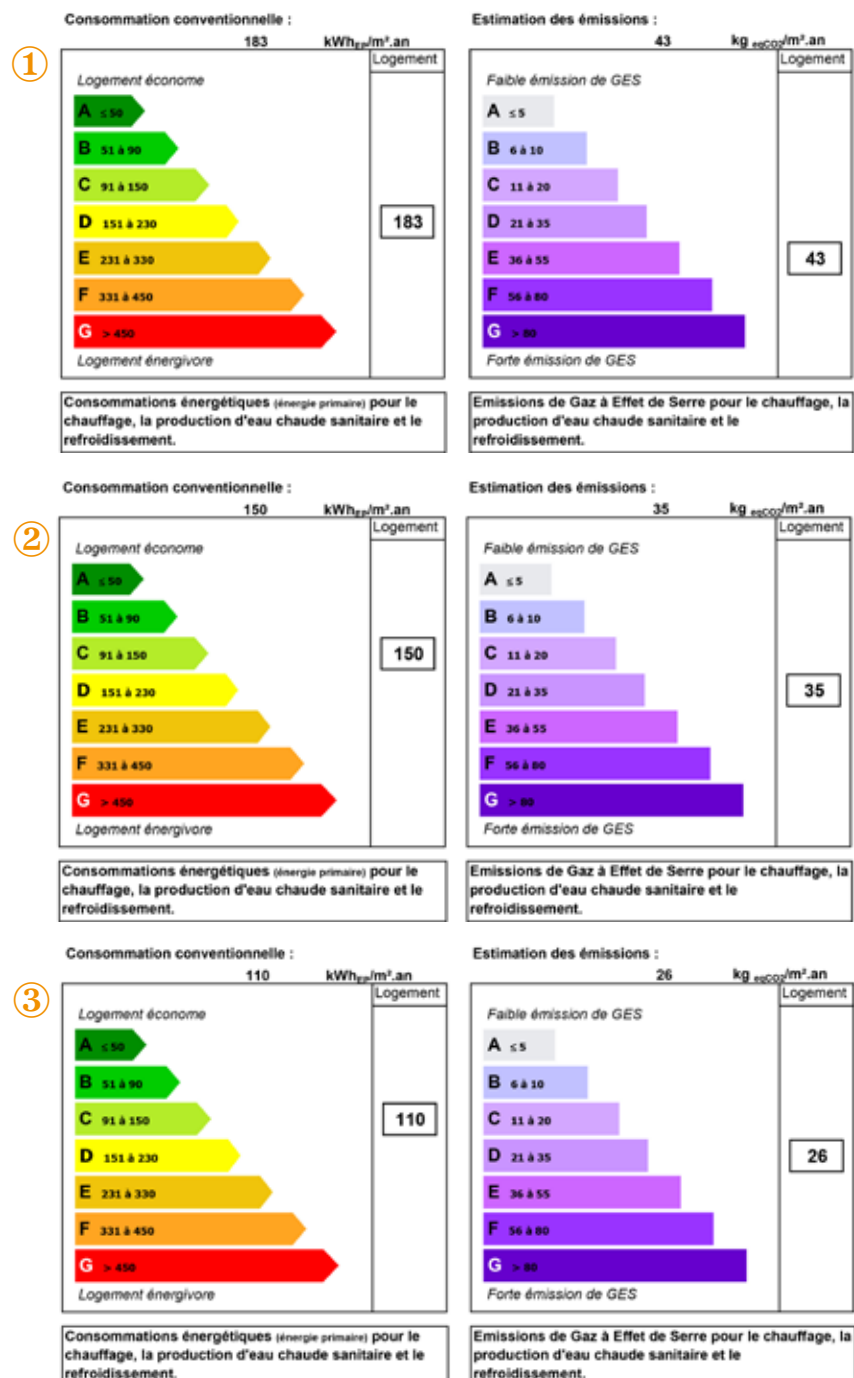 Consommation conventionnelle :
183 kWhEP/m².an
①
Logement
Logement économe
A ≤ 50
B 51 à 90
C 91 à 150
D 151 à 230
183
E 231 à 330
F 331 à 450
G > 450
Logement énergivore
Consommations énergétiques (énergie primaire) pour le
chauffage, la production d'eau chaude sanitaire et le
refroidissement.
Estimation des émissions :
43 kg eqCO2/m².an
Logement
Faible émission de GES
A ≤ 5
B 6 à 10
C 11 à 20
D 21 à 35
E 36 à 55
43
F 56 à 80
G > 80
Forte émission de GES
Emissions de Gaz à Effet de Serre pour le chauffage, la
production d'eau chaude sanitaire et le
refroidissement.
Consommation conventionnelle :
150 kWhEP/m².an
②
Logement
Logement économe
A ≤ 50
B 51 à 90
C 91 à 150
150
D 151 à 230
E 231 à 330
F 331 à 450
G > 450
Logement énergivore
Consommations énergétiques (énergie primaire) pour le
chauffage, la production d'eau chaude sanitaire et le
refroidissement.
Estimation des émissions :
35 kg eqCO2/m².an
Logement
Faible émission de GES
A ≤ 5
B 6 à 10
C 11 à 20
D 21 à 35
35
E 36 à 55
F 56 à 80
G > 80
Forte émission de GES
Emissions de Gaz à Effet de Serre pour le chauffage, la
production d'eau chaude sanitaire et le
refroidissement.
Consommation conventionnelle :
110 kWhEP/m².an
③
Logement
Logement économe
A ≤ 50
B 51 à 90
C 91 à 150
110
D 151 à 230
E 231 à 330
F 331 à 450
G > 450
Logement énergivore
Consommations énergétiques (énergie primaire) pour le
chauffage, la production d'eau chaude sanitaire et le
refroidissement.
Estimation des émissions :
26 kg eqCO2/m².an
Logement
Faible émission de GES
A ≤ 5
B 6 à 10
C 11 à 20
D 21 à 35
26
E 36 à 55
F 56 à 80
G > 80
Forte émission de GES
Emissions de Gaz à Effet de Serre pour le chauffage, la
production d'eau chaude sanitaire et le
refroidissement.